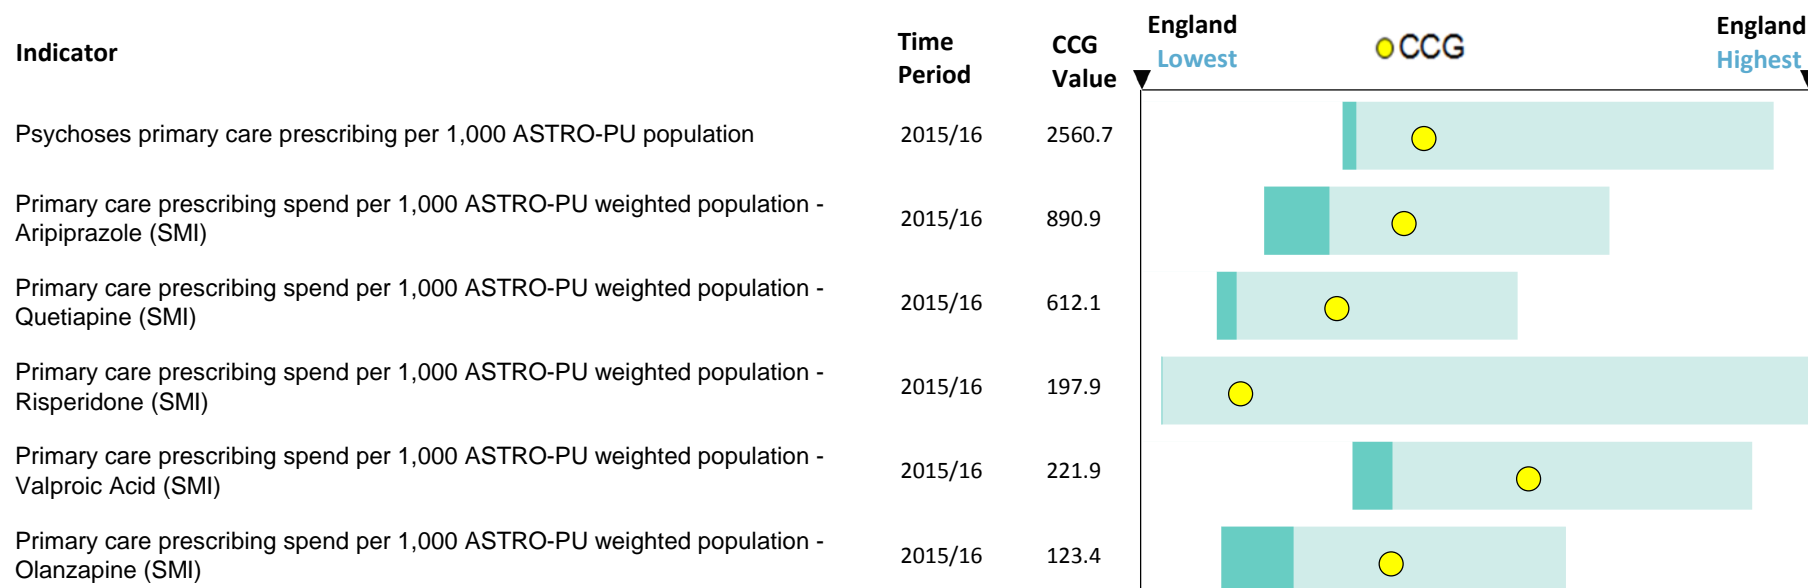 Indicator
Time
Period
CCG
Value
England
Lowest
CCG
England
Highest
Psychoses primary care prescribing per 1,000 ASTRO-PU population
2015/16
2560.7
Primary care prescribing spend per 1,000 ASTRO-PU weighted population -
Aripiprazole (SMI)
2015/16
890.9
Primary care prescribing spend per 1,000 ASTRO-PU weighted population -
Quetiapine (SMI)
2015/16
612.1
Primary care prescribing spend per 1,000 ASTRO-PU weighted population -
Risperidone (SMI)
2015/16
197.9
Primary care prescribing spend per 1,000 ASTRO-PU weighted population -
Valproic Acid (SMI)
2015/16
221.9
Primary care prescribing spend per 1,000 ASTRO-PU weighted population -
Olanzapine (SMI)
2015/16
123.4